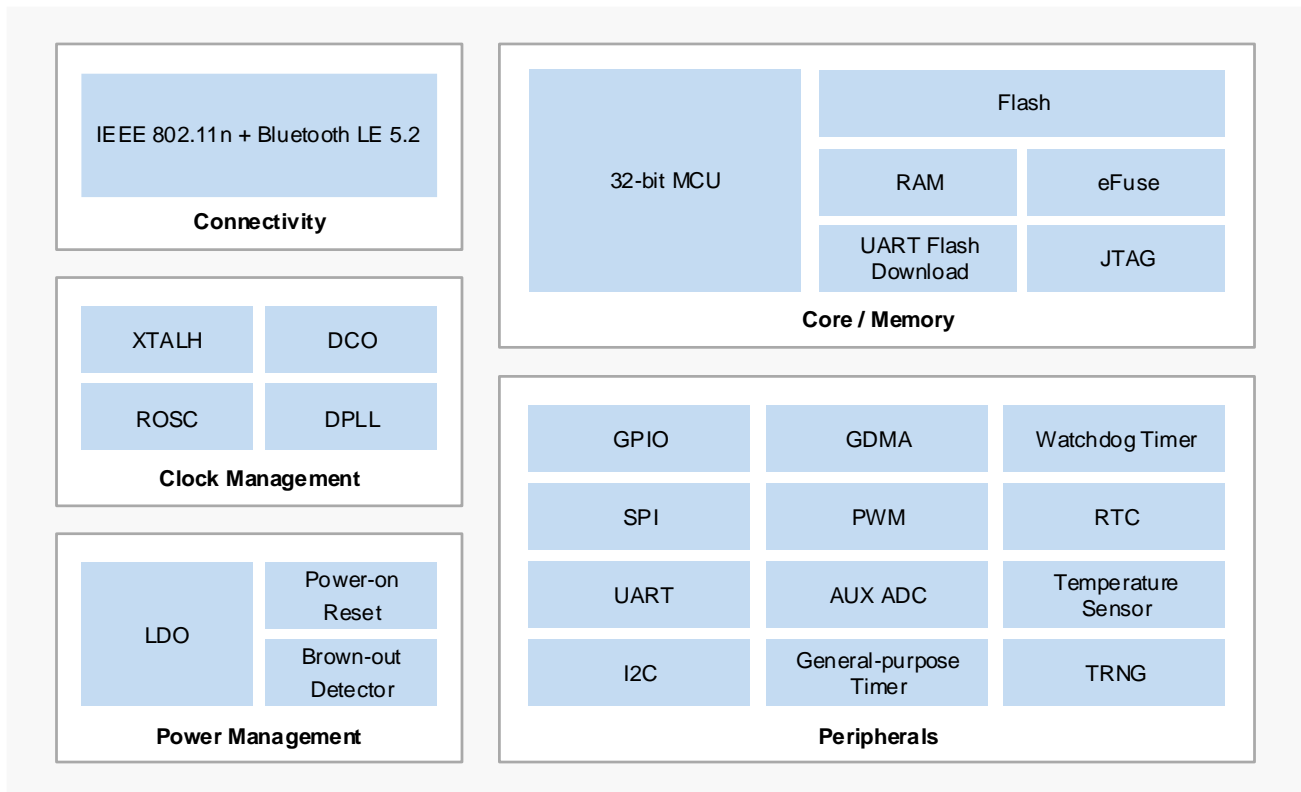 IEEE 802.11n + Bluetooth LE 5.2
Connectivity
XTALH
DCO
ROSC
DPLL
Clock Management
LDO
Power-on
Reset
Brown-out
Detector
Power Management
32-bit MCU
Flash
RAM
eFuse
UART Flash
Download
JTAG
Core / Memory
GPIO
GDMA
Watchdog Timer
SPI
PWM
RTC
UART
AUX ADC
Temperature
Sensor
I2C
General-purpose
Timer
TRNG
Peripherals